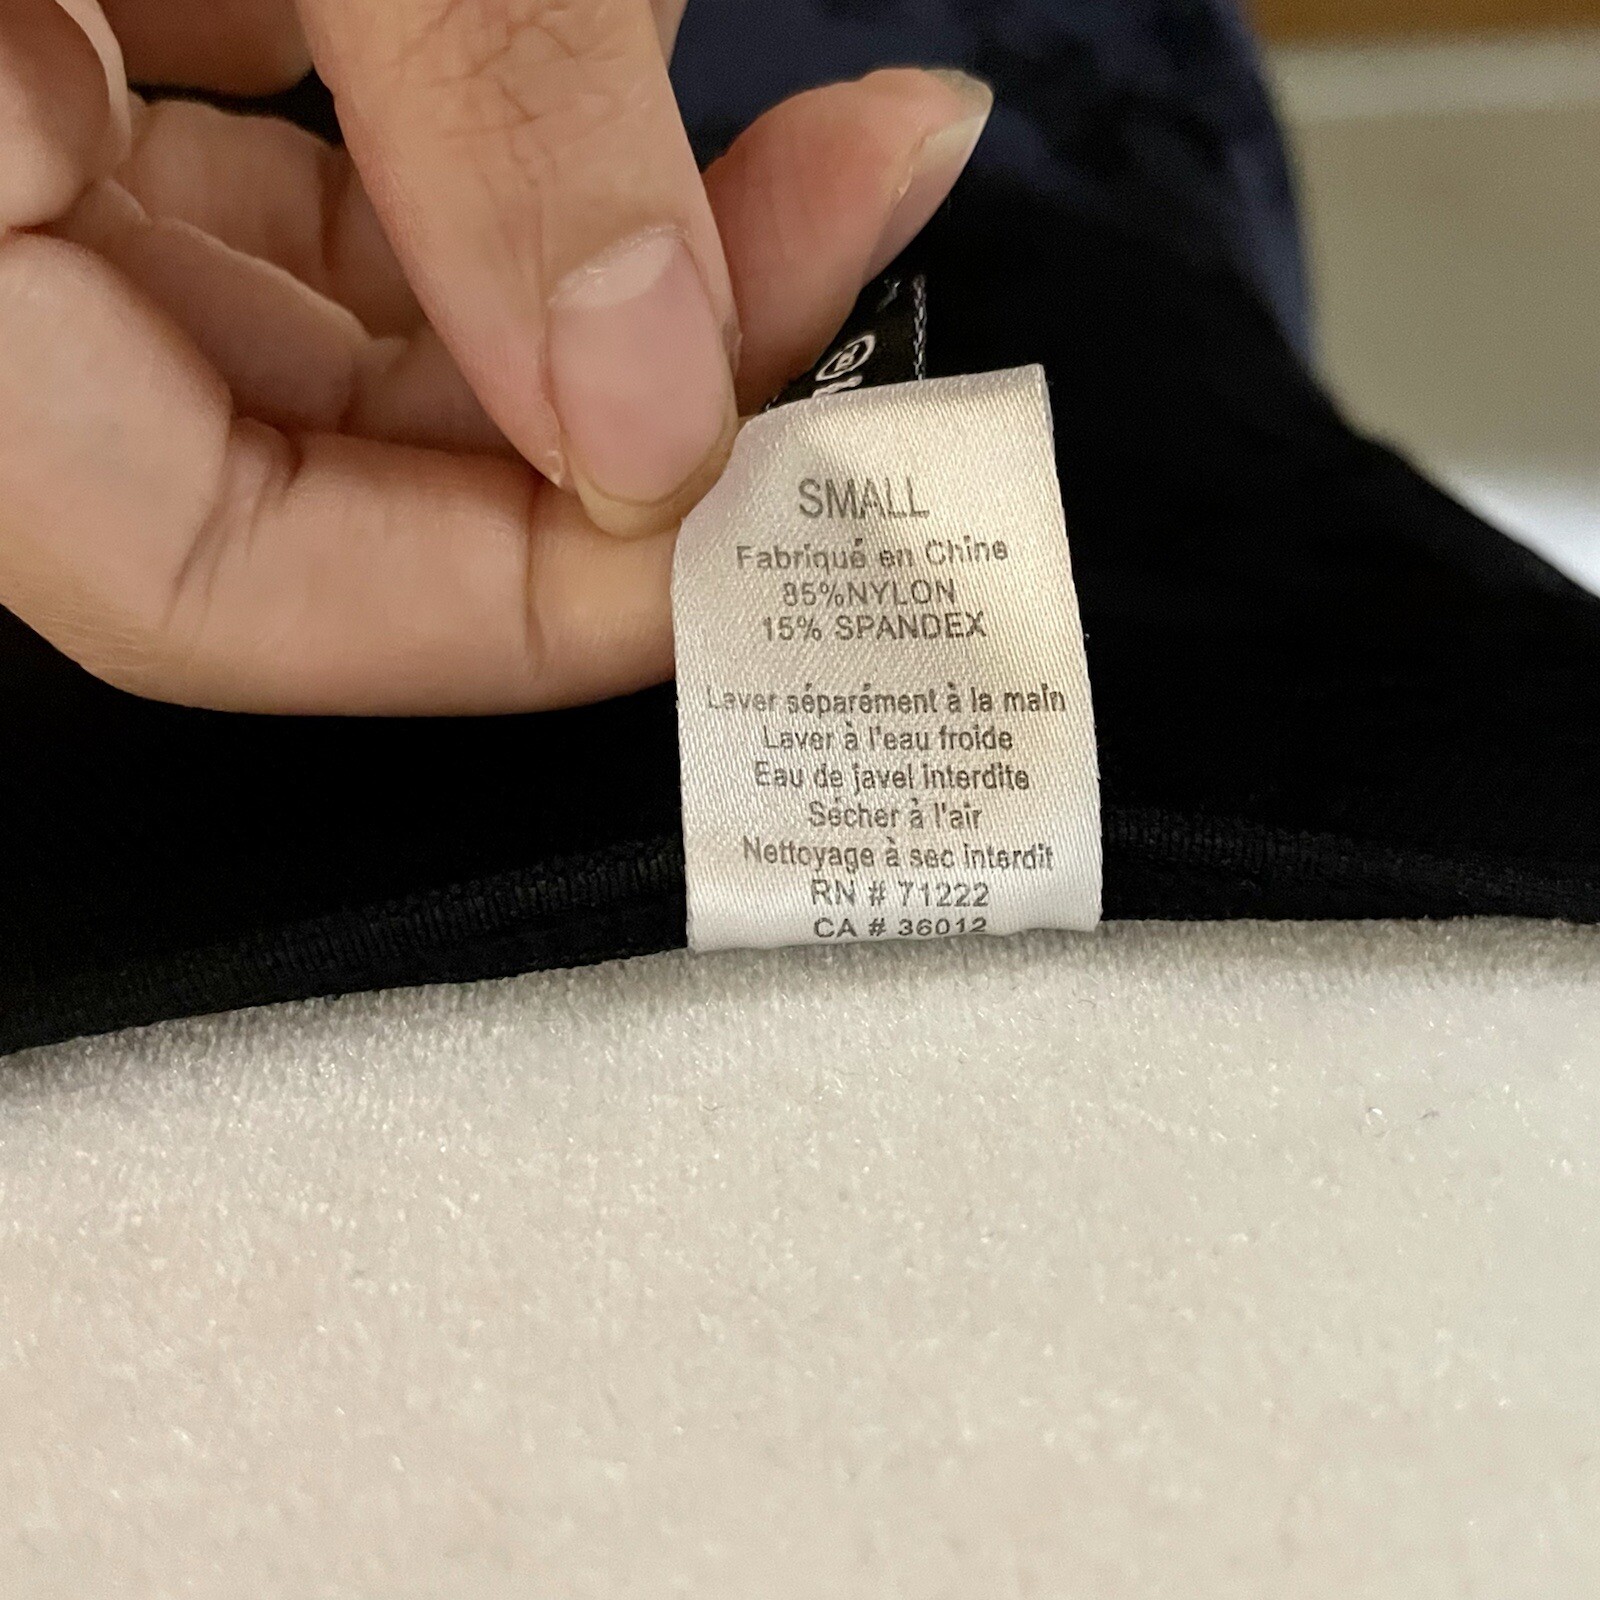 ®
SMALL
Fabriqué en Chine
85%NYLON
15% SPANDEX
Laver séparément à la main
Laver à l'eau froide
Eau de javel interdite
Sécher à l'air
Nettoyage à sec interdit
RN # 71222
CA # 36012